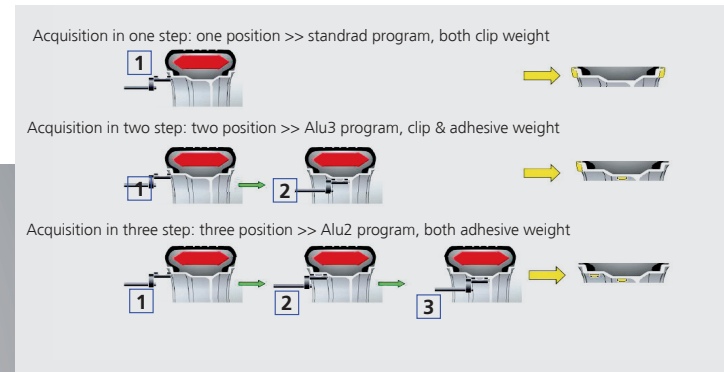 Acquisition in one step: one position >> standrad program, both clip weight
1
Acquisition in two step: two position >> Alu3 program, clip & adhesive weight
1 2
Acquisition in three step: three position >> Alu2 program, both adhesive weight
1 2 3